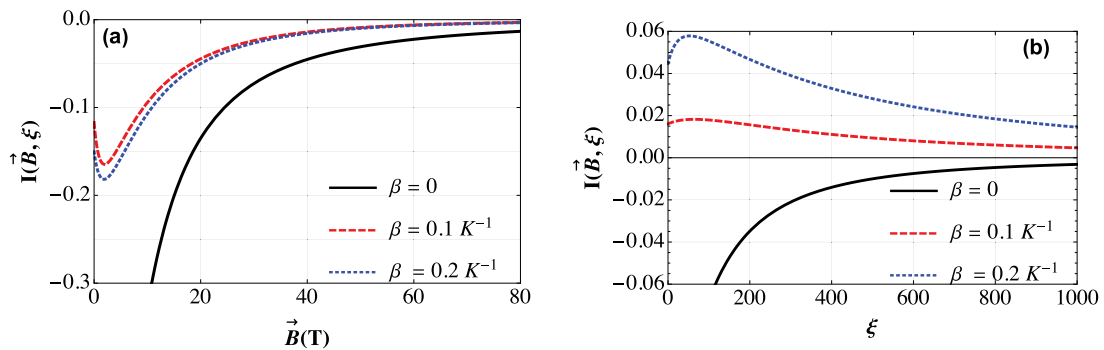 (a)
0.0
−0.1
−0.2
−0.3
I(B⃗, ξ)
β = 0
β = 0.1 K⁻¹
β = 0.2 K⁻¹
0 20 40 60 80
B⃗(T)
(b)
0.06
0.04
0.02
0.00
−0.02
−0.04
−0.06
I(B⃗, ξ)
β = 0
β = 0.1 K⁻¹
β = 0.2 K⁻¹
0 200 400 600 800 1000
ξ